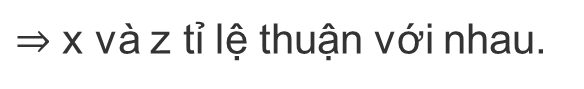 ⇒ x và z tỉ lệ thuận với nhau.